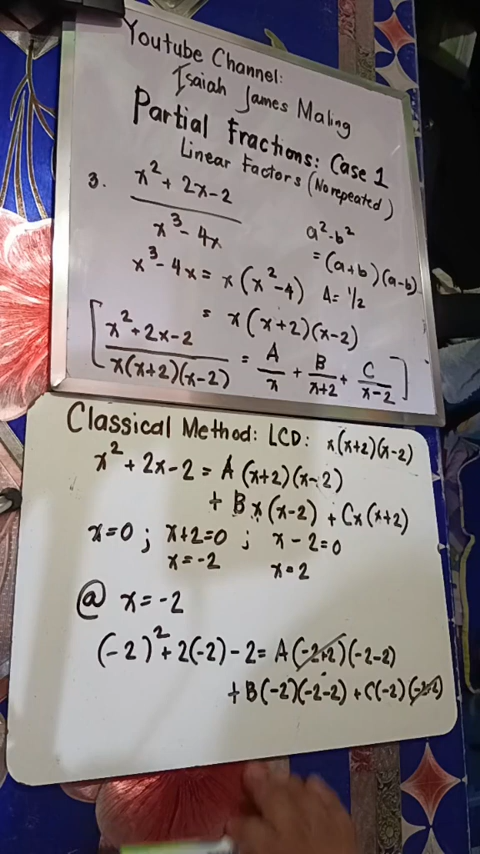 Youtube Channel:
Isaiah James Maling
Partial Fractions: Case 1
Linear Factors (No repeated)
3. x² + 2x - 2 / x³ - 4x
a² - b²
= (a+b)(a-b)
x³ - 4x = x(x² - 4) A = 1/2
= x(x+2)(x-2)
[x² + 2x - 2 / x(x+2)(x-2) = A/x + B/x+2 + C/x-2]
Classical Method: LCD: x(x+2)(x-2)
x² + 2x - 2 = A(x+2)(x-2)
+ Bx(x-2) + Cx(x+2)
x=0 ; x+2=0 ; x-2=0
x=-2 x=2
@ x=-2
(-2)² + 2(-2) - 2 = A(-2+2)(-2-2)
+ B(-2)(-2-2) + C(-2)(-2+2)